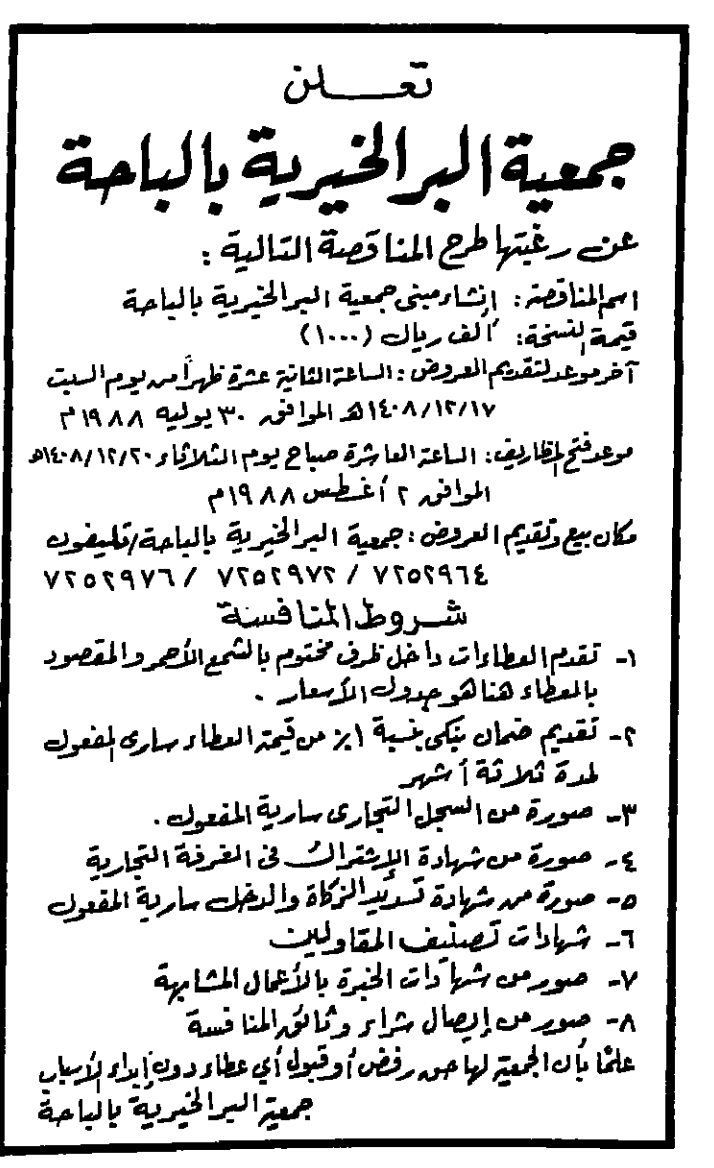 تعلن
جمعية البر الخيرية بالباحة
عن رغبتها طرح المناقصة التالية :
اسم المناقصة : إنشاء مبنى جمعية البر الخيرية بالباحة
قيمة النسخة : ألف ريال (١٠٠٠)
آخر موعد لتقديم العروض : الساعة الثانية عشرة ظهراً من يوم السبت
١٤٠٨/١٢/١٧هـ الموافق ٣٠ يوليه ١٩٨٨م
موعد فتح المظاريف : الساعة العاشرة صباح يوم الثلاثاء ١٤٠٨/١٢/٢٠هـ
الموافق ٢ أغسطس ١٩٨٨م
مكان بيع وتقديم العروض : جمعية البر الخيرية بالباحة/تليفون
٧٢٥٢٩٦٤ / ٧٢٥٢٩٧٢ / ٧٢٥٢٩٧٦
شروط المنافسة
١- تقدم العطاءات داخل ظرف مختوم بالشمع الأحمر والمقصود
بالعطاء هنا هو جدول الأسعار .
٢- تقديم ضمان بنكى بنسبة ١٪ من قيمة العطاء سارى المفعول
لمدة ثلاثة أشهر
٣- صورة من السجل التجارى سارية المفعول .
٤- صورة من شهادة الإشتراك فى الغرفة التجارية
٥- صورة من شهادة تسديد الزكاة والدخل سارية المفعول
٦- شهادات تصنيف المقاولين
٧- صور من شهادات الخبرة بالأعمال المشابهة
٨- صور من إيصال شراء وثائق المنافسة
علمًا بأن الجمعية لها حق رفض أو قبول أي عطاء دون إبداء الأسباب
جمعية البر الخيرية بالباحة